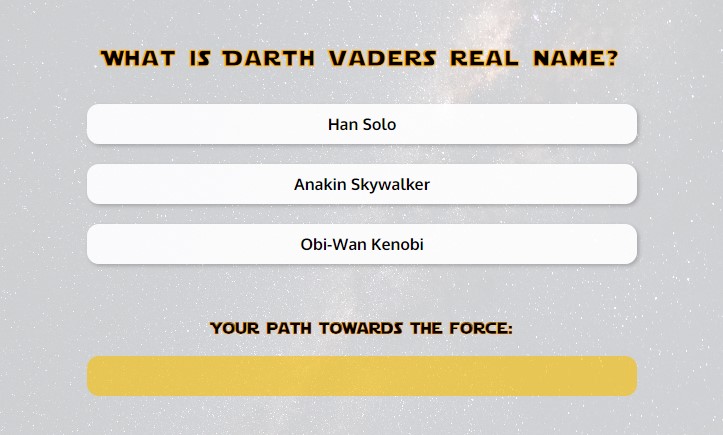 What is Darth Vaders real name?
Han Solo
Anakin Skywalker
Obi-Wan Kenobi
Your path towards the Force: